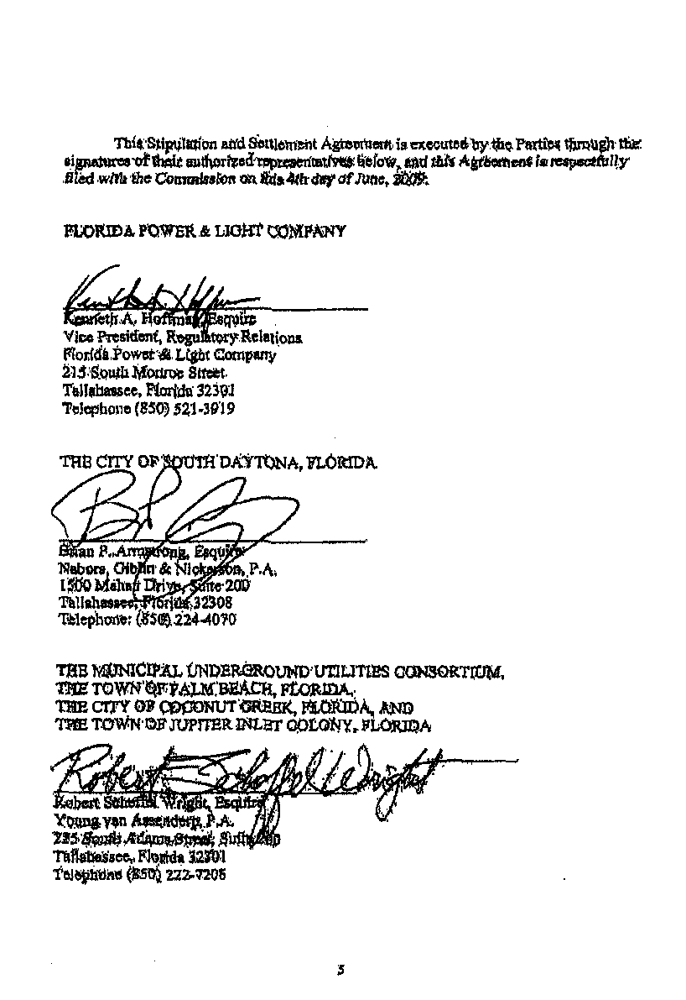 This Stipulation and Settlement Agreement is executed by the Parties through the
signatures of their authorized representatives below, and this Agreement is respectfully
filed with the Commission on this 4th day of June, 2009.
FLORIDA POWER & LIGHT COMPANY
Kenneth A. Hoffman, Esquire
Vice President, Regulatory Relations
Florida Power & Light Company
215 South Monroe Street
Tallahassee, Florida 32301
Telephone (850) 521-3919
THE CITY OF SOUTH DAYTONA, FLORIDA
Brian P. Armstrong, Esquire
Nabors, Giblin & Nickerson, P.A.
1500 Mahan Drive, Suite 200
Tallahassee, Florida 32308
Telephone: (850) 224-4070
THE MUNICIPAL UNDERGROUND UTILITIES CONSORTIUM,
THE TOWN OF PALM BEACH, FLORIDA,
THE CITY OF COCONUT CREEK, FLORIDA, AND
THE TOWN OF JUPITER INLET COLONY, FLORIDA
Robert Scheffel Wright
Robert Scheffel Wright, Esquire
Young van Assenderp, P.A.
225 South Adams Street, Suite 200
Tallahassee, Florida 32301
Telephone (850) 222-7206
5